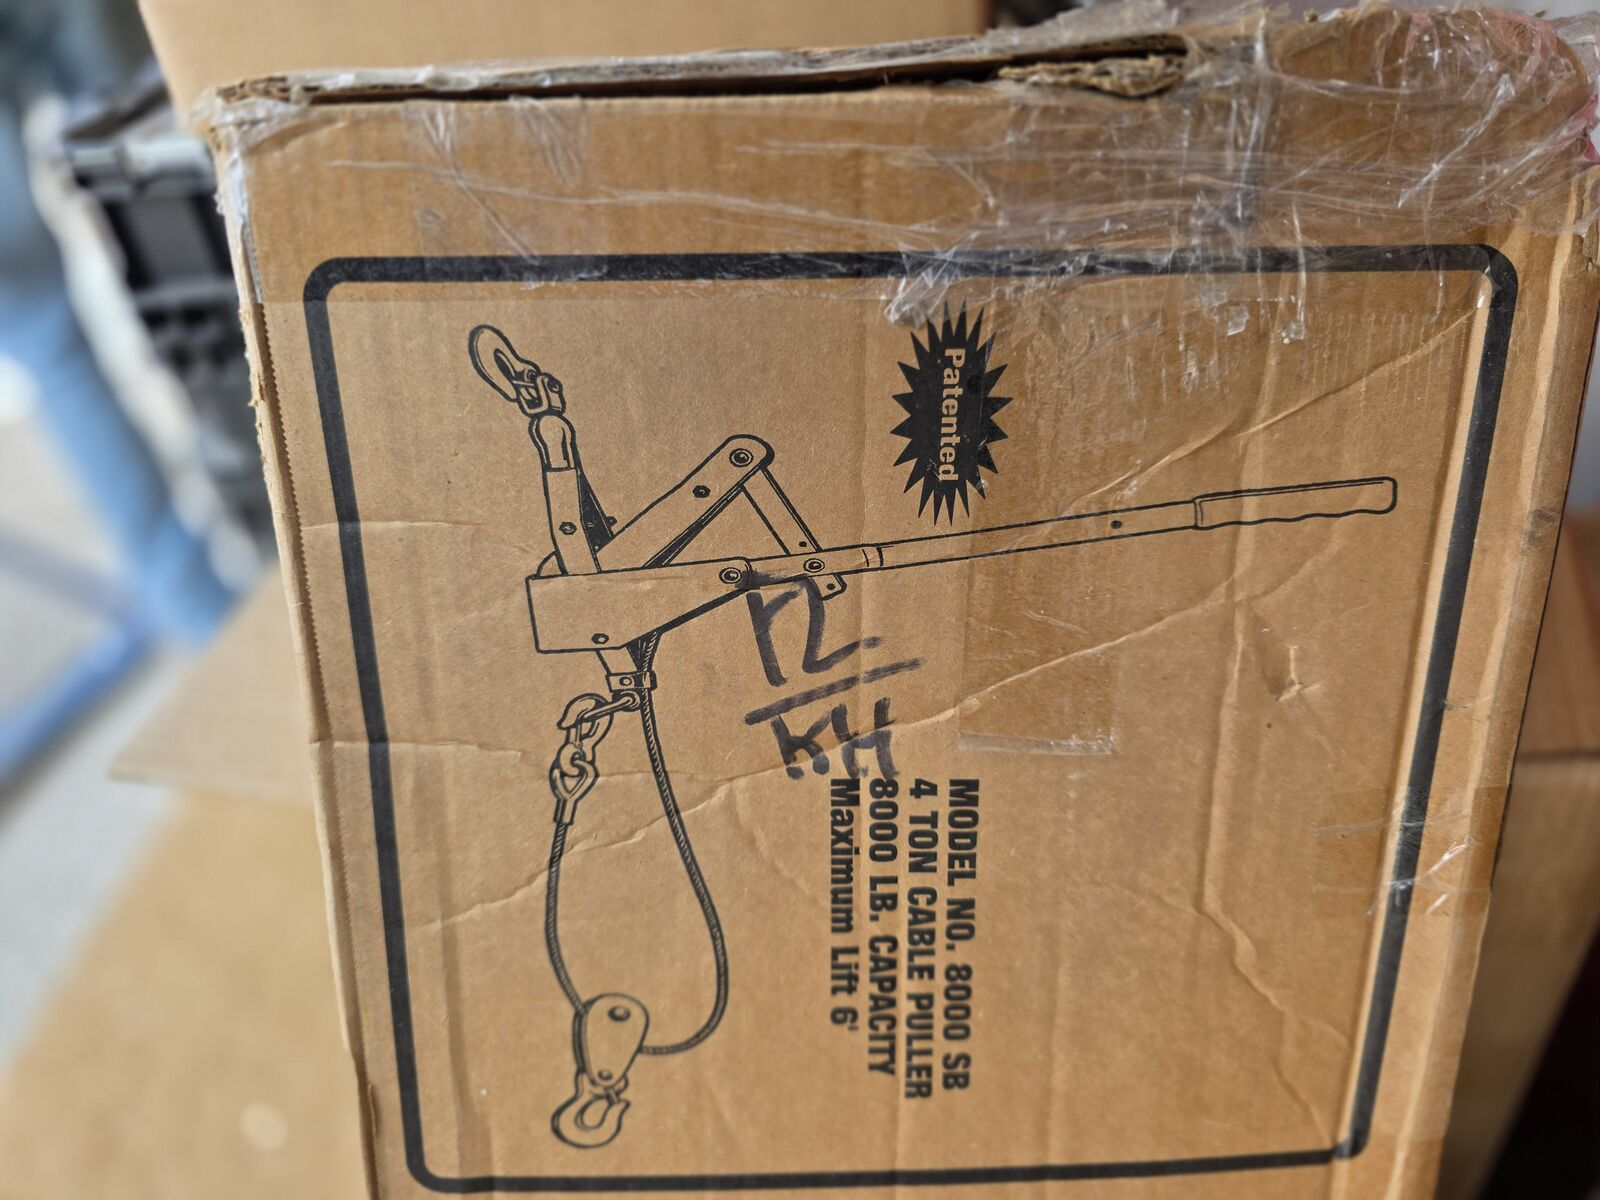 Patented
MODEL NO. 8000 SB
4 TON CABLE PULLER
8000 LB. CAPACITY
Maximum Lift 6'